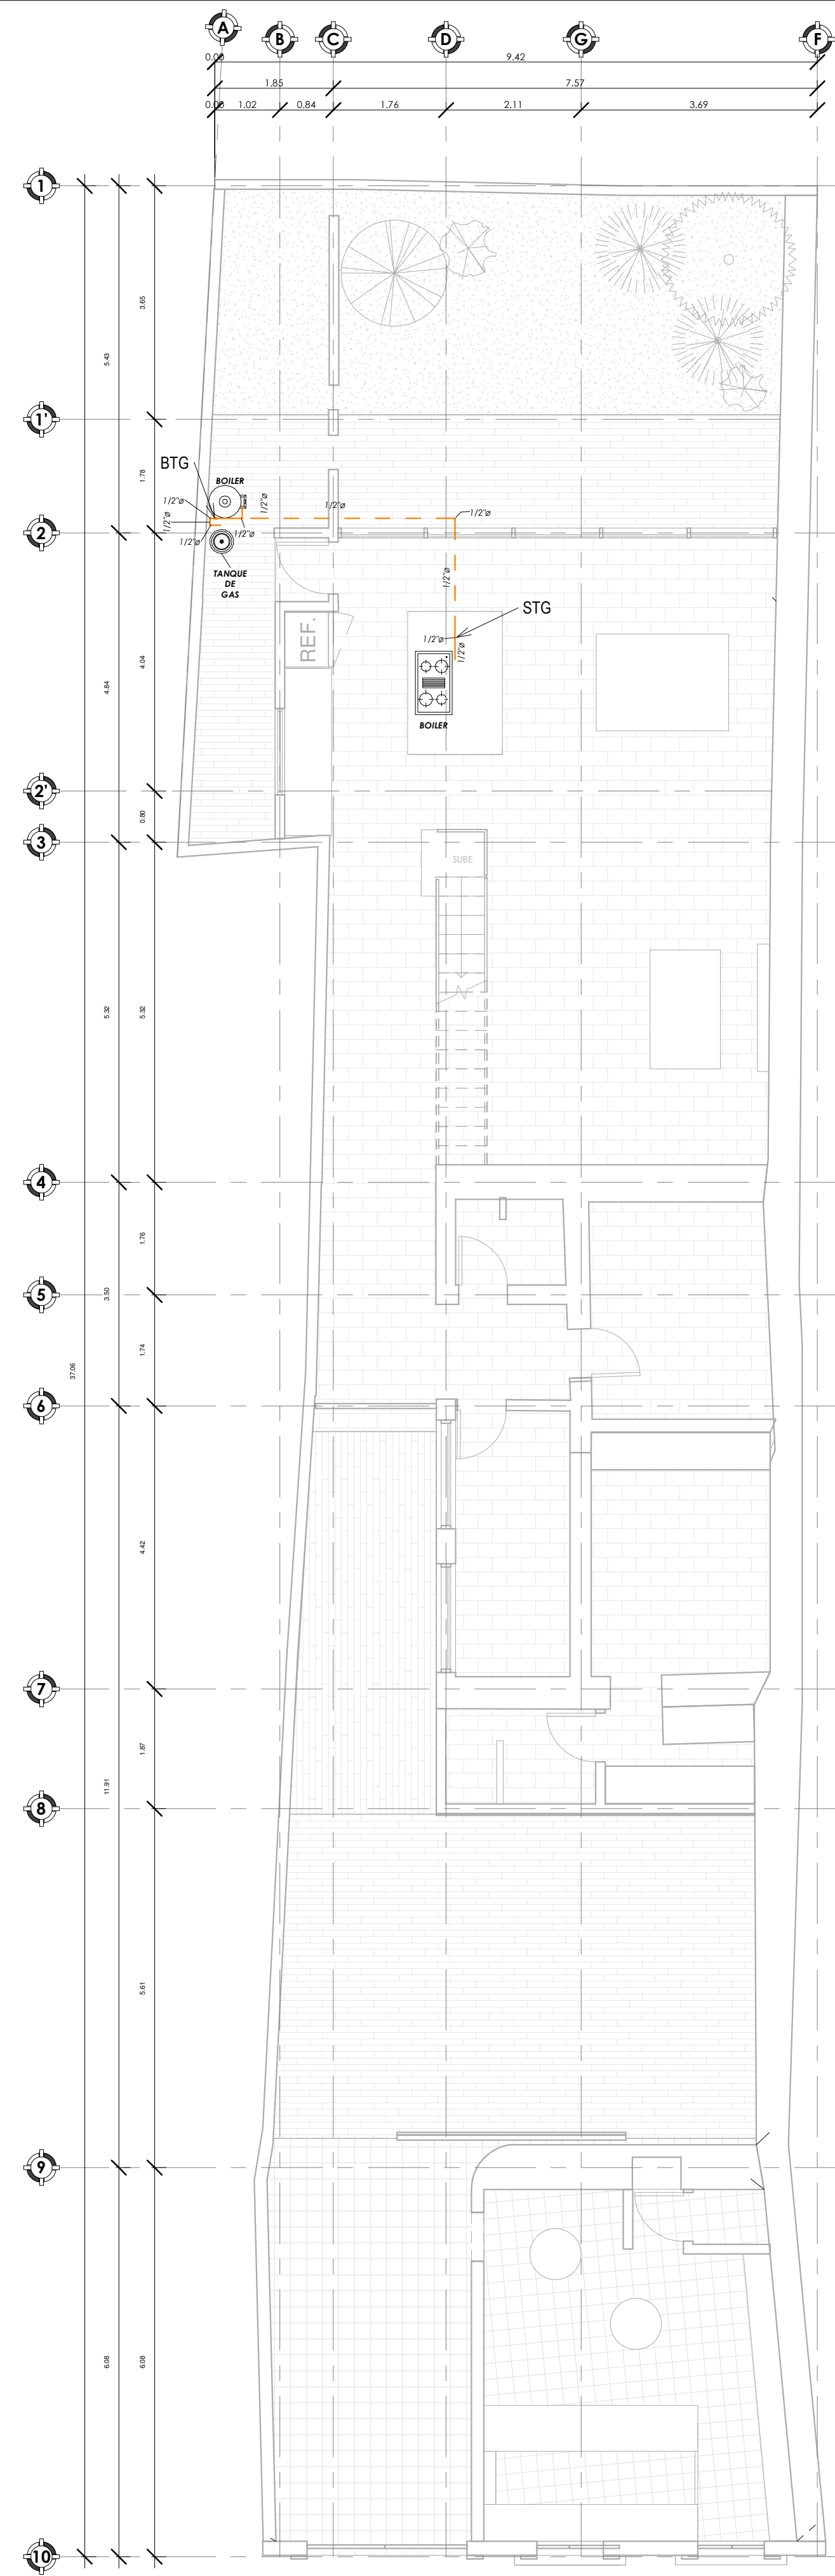 A
B
C
D
G
F
0.00
9.42
1.85
7.57
0.00
1.02
0.84
1.76
2.11
3.69
1
3.65
5.43
1'
1.78
BTG
BOILER
1/2"ø
1/2"ø
1/2"ø
1/2"ø
1/2"ø
1/2"ø
1/2"ø
2
TANQUE
DE
GAS
1/2"ø
STG
REF.
1/2"ø
1/2"ø
4.04
4.84
BOILER
2'
0.80
3
SUBE
5.32
5.32
4
1.76
5
3.50
1.74
37.06
6
4.42
7
1.87
11.91
8
5.61
9
6.08
6.08
10